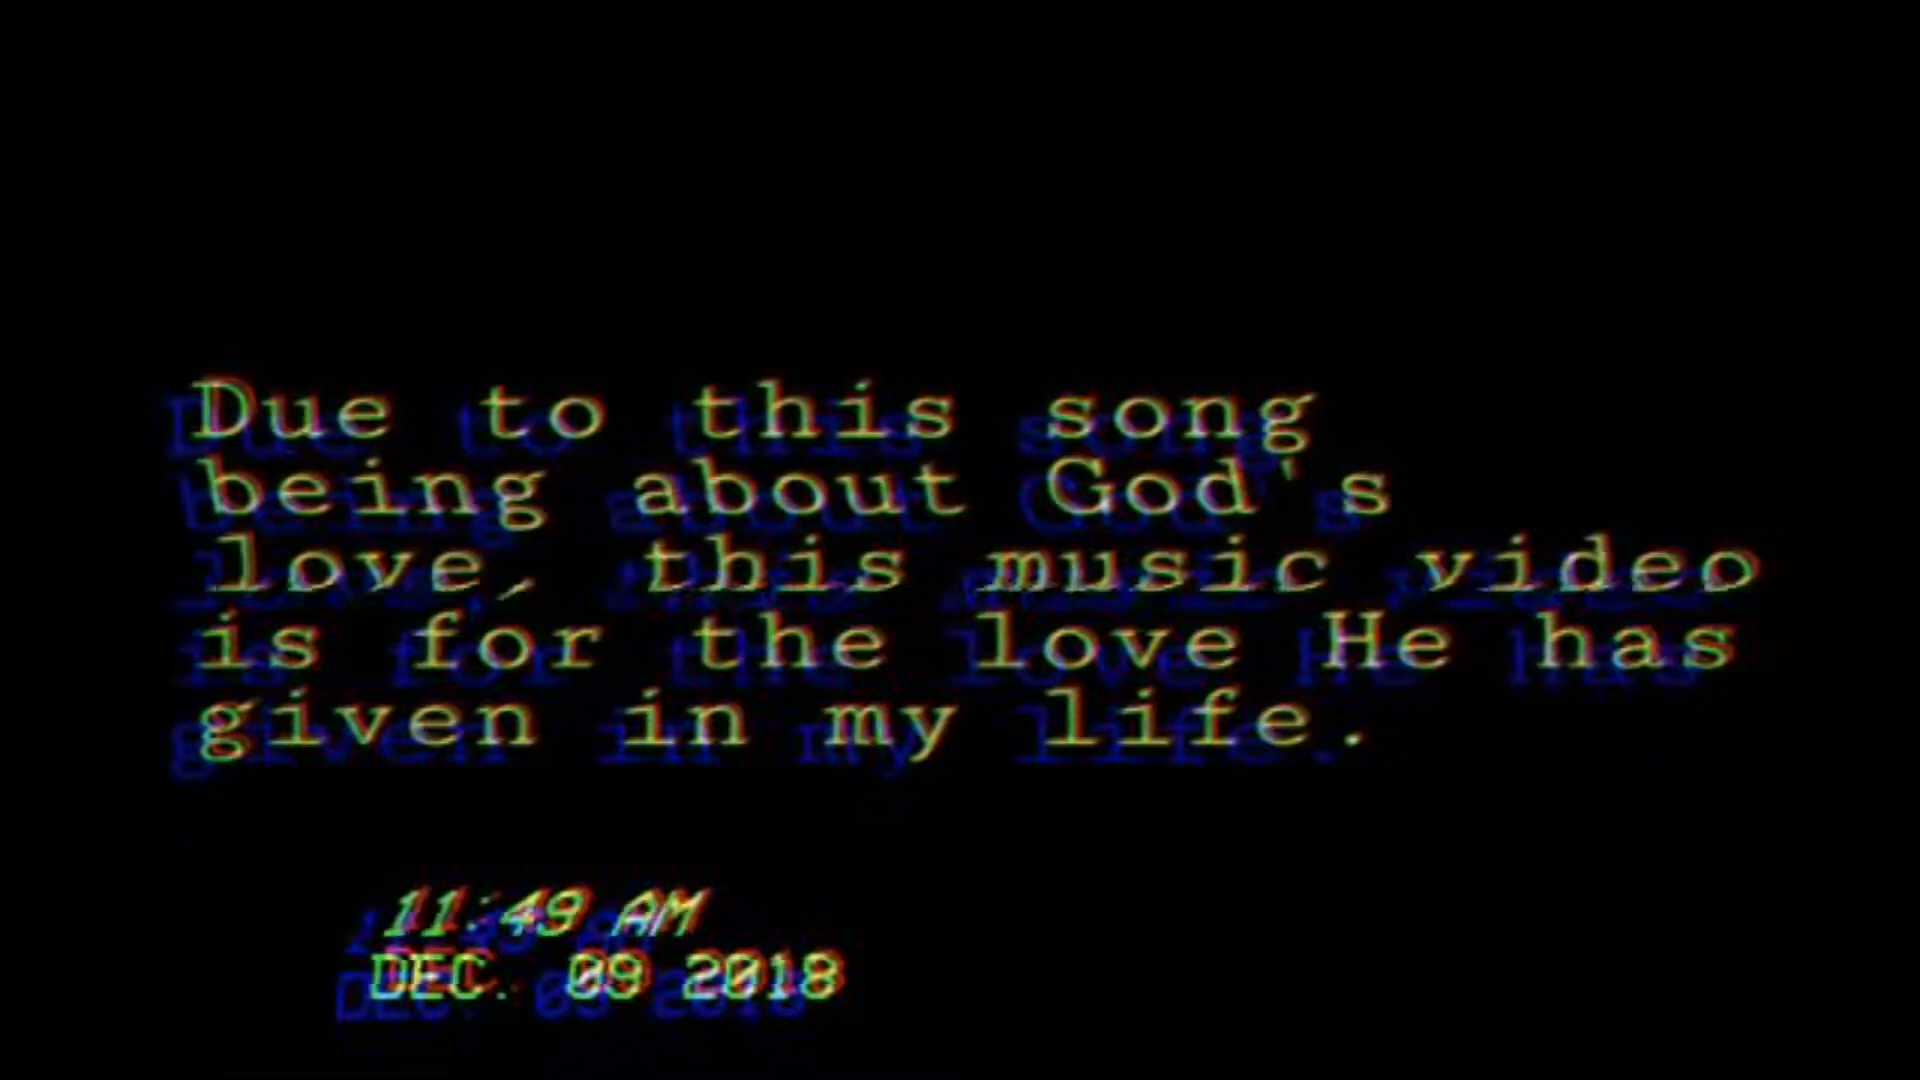 Due to this song
being about God's
love, this music video
is for the love He has
given in my life.
11:49 AM
DEC. 09 2018